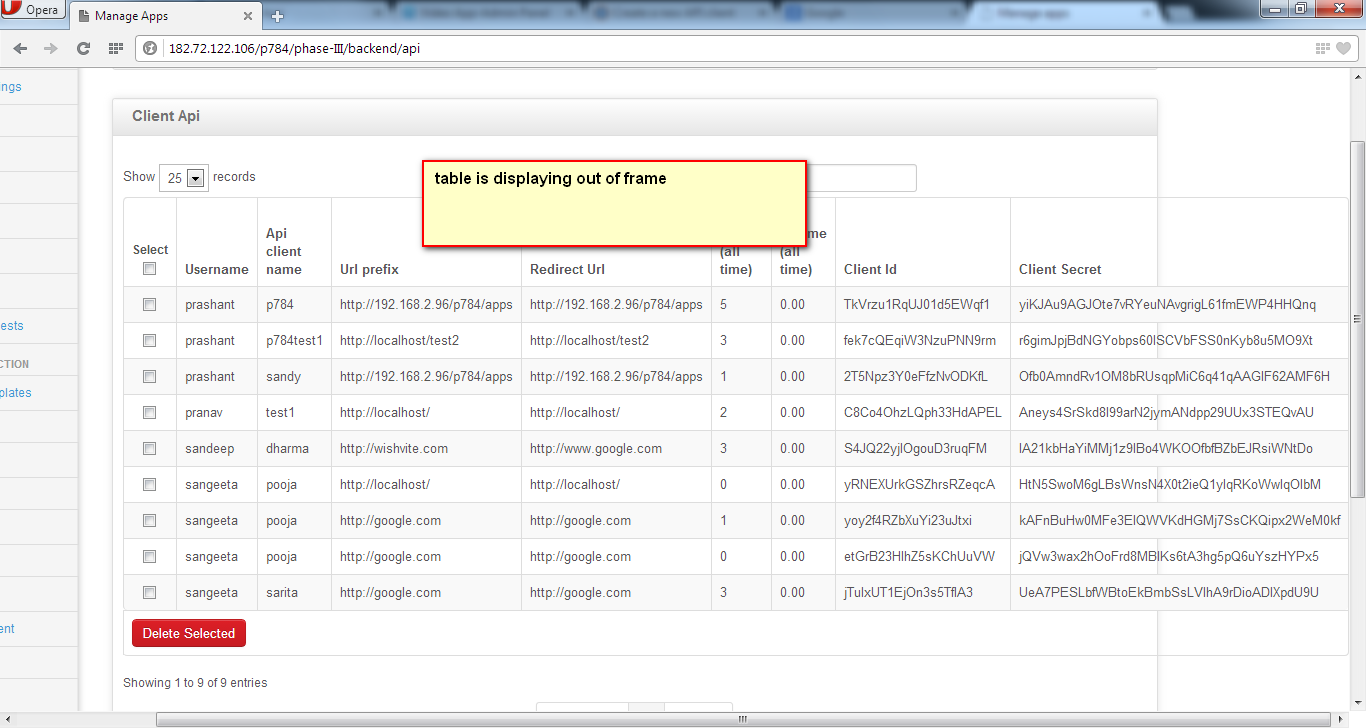 Opera
Manage Apps
182.72.122.106/p784/phase-III/backend/api
ings
ests
CTION
plates
ent
Client Api
Show 25 records
table is displaying out of frame
Select Username Api client name Url prefix Redirect Url (all time) me (all time) Client Id Client Secret
prashant p784 http://192.168.2.96/p784/apps http://192.168.2.96/p784/apps 5 0.00 TkVrzu1RqUJ01d5EWqf1 yiKJAu9AGJOte7vRYeuNAvgrigL61fmEWP4HHQnq
prashant p784test1 http://localhost/test2 http://localhost/test2 3 0.00 fek7cQEqiW3NzuPNN9rm r6gimJpjBdNGYobps60lSCVbFSS0nKyb8u5MO9Xt
prashant sandy http://192.168.2.96/p784/apps http://192.168.2.96/p784/apps 1 0.00 2T5Npz3Y0eFfzNvODKfL Ofb0AmndRv1OM8bRUsqpMiC6q41qAAGlF62AMF6H
pranav test1 http://localhost/ http://localhost/ 2 0.00 C8Co4OhzLQph33HdAPEL Aneys4SrSkd8I99arN2jymANdpp29UUx3STEQvAU
sandeep dharma http://wishvite.com http://www.google.com 3 0.00 S4JQ22yjlOgouD3ruqFM lA21kbHaYiMMj1z9lBo4WKOOfbfBZbEJRsiWNtDo
sangeeta pooja http://localhost/ http://localhost/ 0 0.00 yRNEXUrkGSZhrsRZeqcA HtN5SwoM6gLBsWnsN4X0t2ieQ1ylqRKoWwlqOlbM
sangeeta pooja http://google.com http://google.com 1 0.00 yoy2f4RZbXuYi23uJtxi kAFnBuHw0MFe3ElQWVKdHGMj7SsCKQipx2WeM0kf
sangeeta pooja http://google.com http://google.com 0 0.00 etGrB23HlhZ5sKChUuVW jQVw3wax2hOoFrd8MBlKs6tA3hg5pQ6uYszHYPx5
sangeeta sarita http://google.com http://google.com 3 0.00 jTulxUT1EjOn3s5TflA3 UeA7PESLbfWBtoEkBmbSsLVlhA9rDioADlXpdU9U
Delete Selected
Showing 1 to 9 of 9 entries